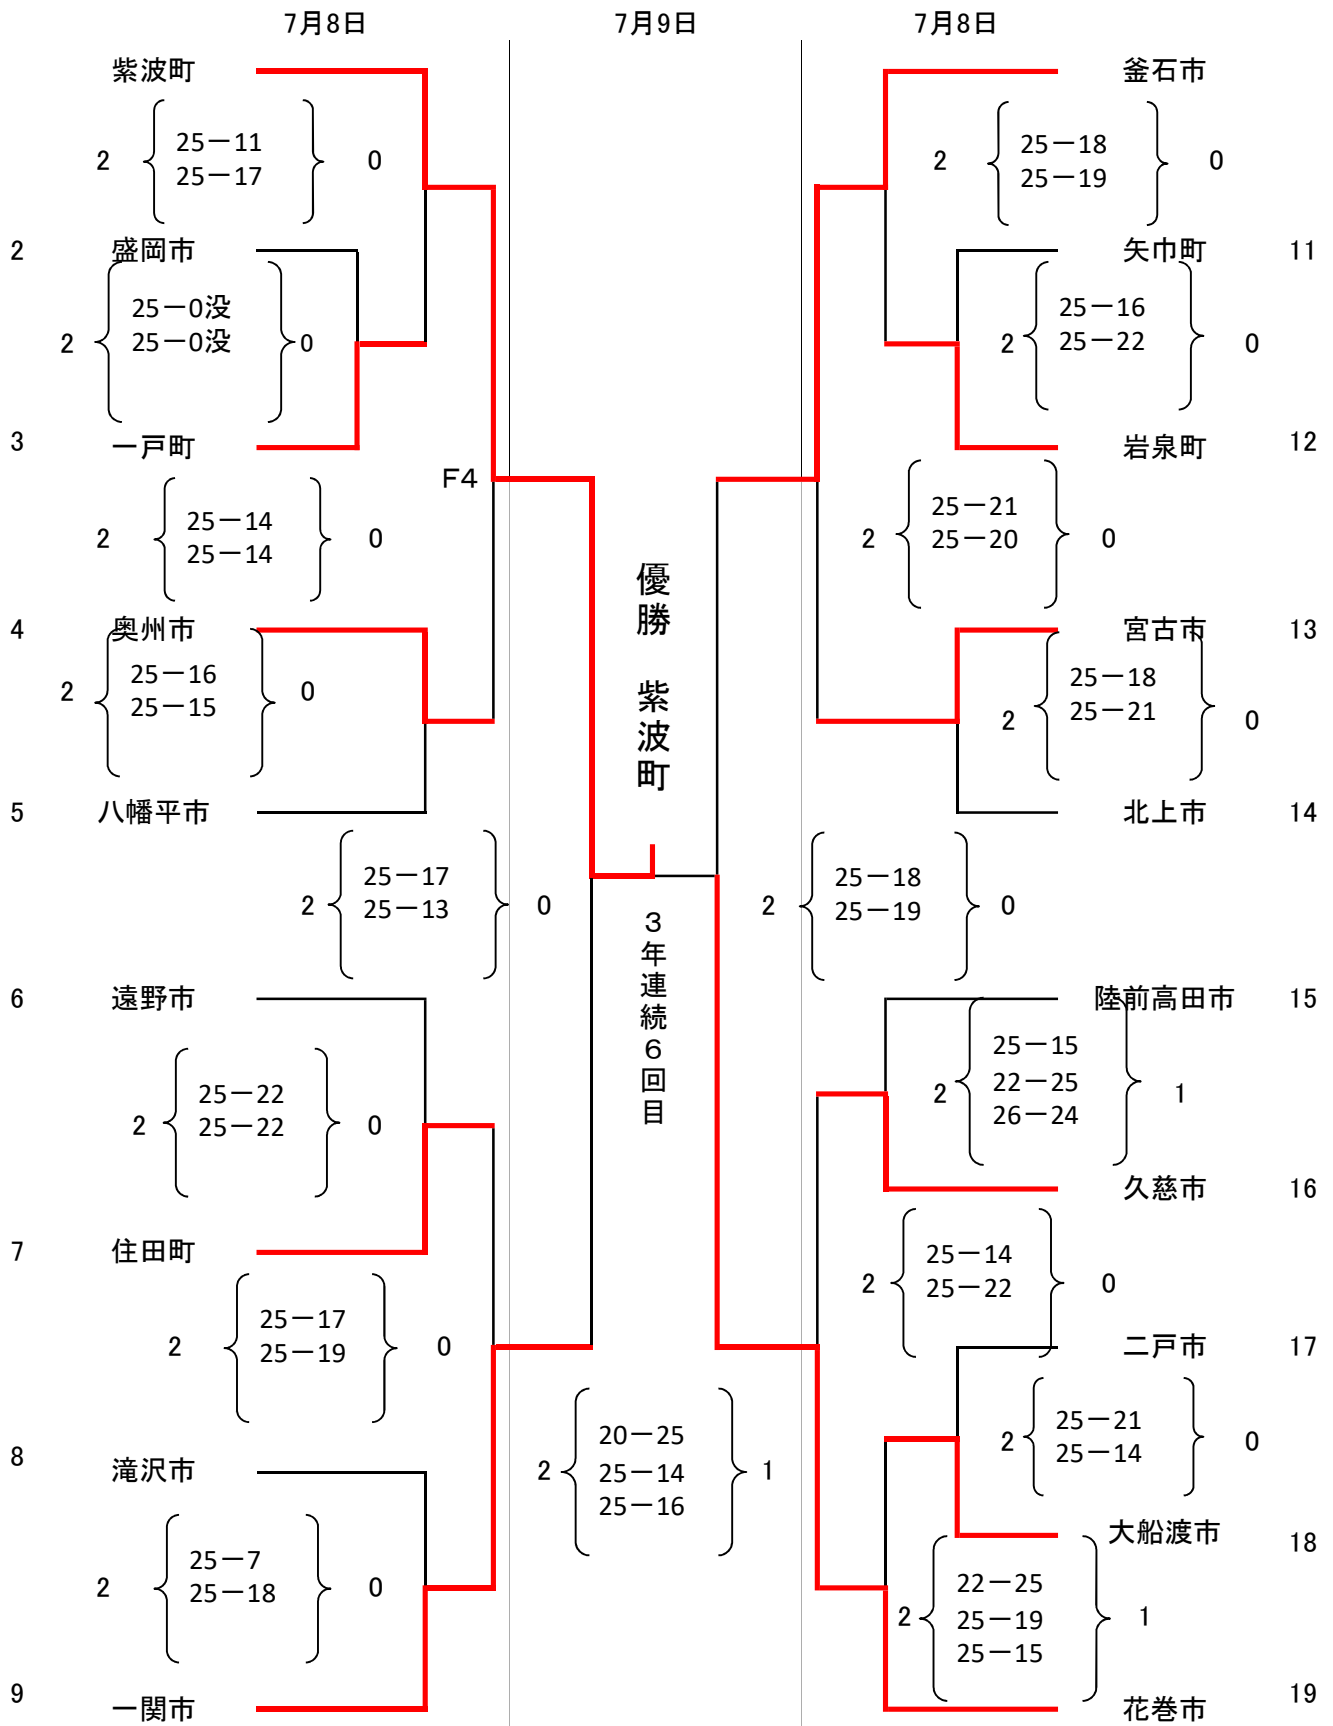 7月8日 7月9日 7月8日
紫波町 釜石市
2 25－11 0 2 25－18 0
25－17 25－19
2 盛岡市 矢巾町 11
2 25－0没 0 2 25－16 0
25－0没 25－22
3 一戸町 岩泉町 12
F4
2 25－14 0 2 25－21 0
25－14 25－20
優勝 紫波町
4 奥州市 宮古市 13
2 25－16 0 2 25－18 0
25－15 25－21
5 八幡平市 北上市 14
2 25－17 0 2 25－18 0
25－13 25－19
３年連続６回目
6 遠野市 陸前高田市 15
2 25－22 0 2 25－15 1
25－22 22－25
26－24
久慈市 16
7 住田町
2 25－14 0
25－22
2 25－17 0
25－19
二戸市 17
2 20－25 1 2 25－21 0
25－14 25－14
25－16
8 滝沢市
大船渡市 18
2 25－7 0 2 22－25 1
25－18 25－19
25－15
9 一関市 花巻市 19